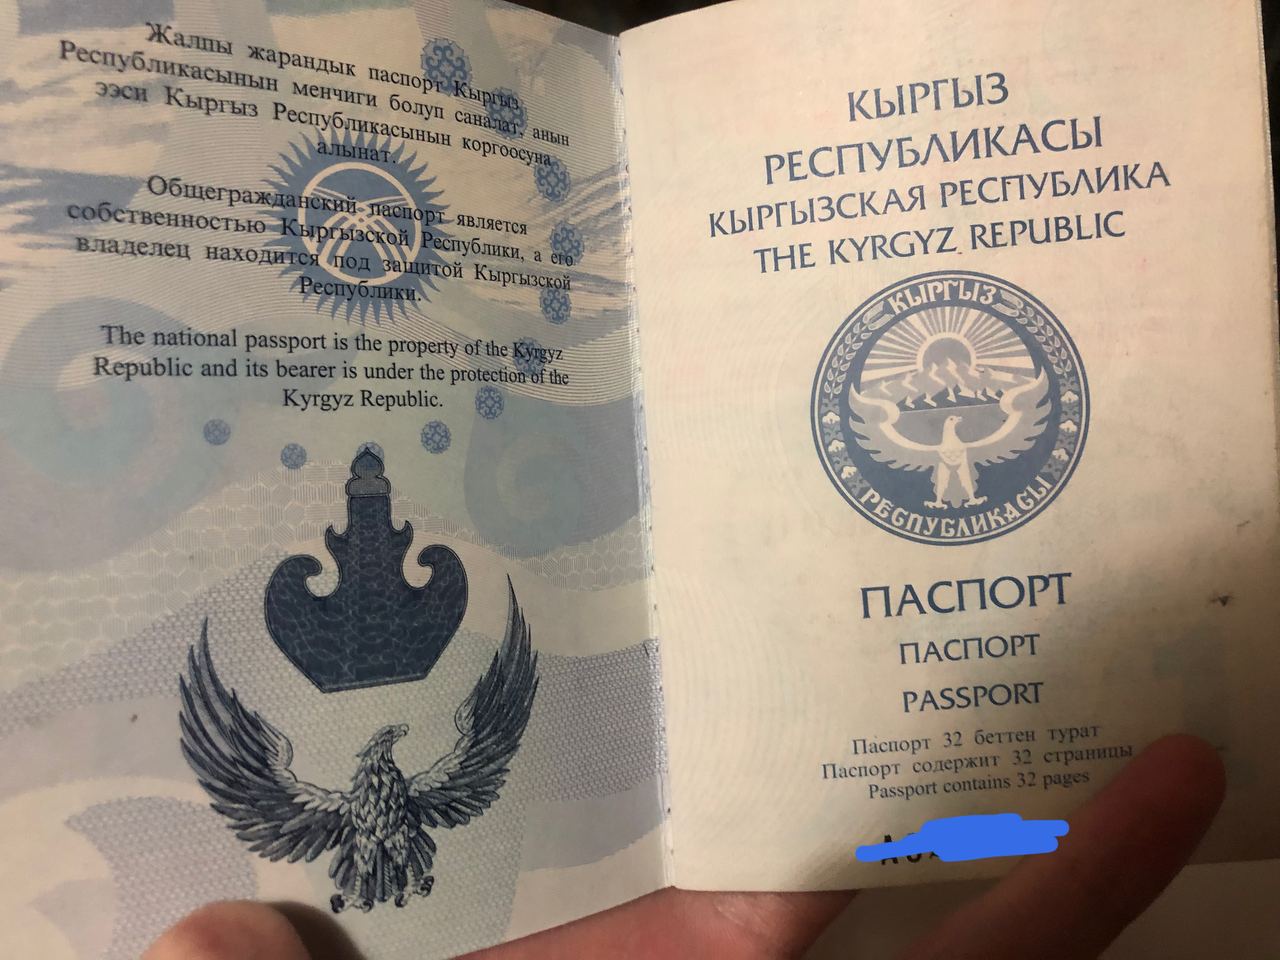 Жалпы жарандык паспорт Кыргыз
Республикасынын менчиги болуп саналат, анын
ээси Кыргыз Республикасынын коргоосуна
алынат.
Общегражданский паспорт является
собственностью Кыргызской Республики, а его
владелец находится под защитой Кыргызской
Республики.
The national passport is the property of the Kyrgyz
Republic and its bearer is under the protection of the
Kyrgyz Republic.
КЫРГЫЗ
РЕСПУБЛИКАСЫ
КЫРГЫЗСКАЯ РЕСПУБЛИКА
THE KYRGYZ REPUBLIC
КЫРГЫЗ
РЕСПУБЛИКАСЫ
ПАСПОРТ
ПАСПОРТ
PASSPORT
Паспорт 32 беттен турат
Паспорт содержит 32 страницы
Passport contains 32 pages